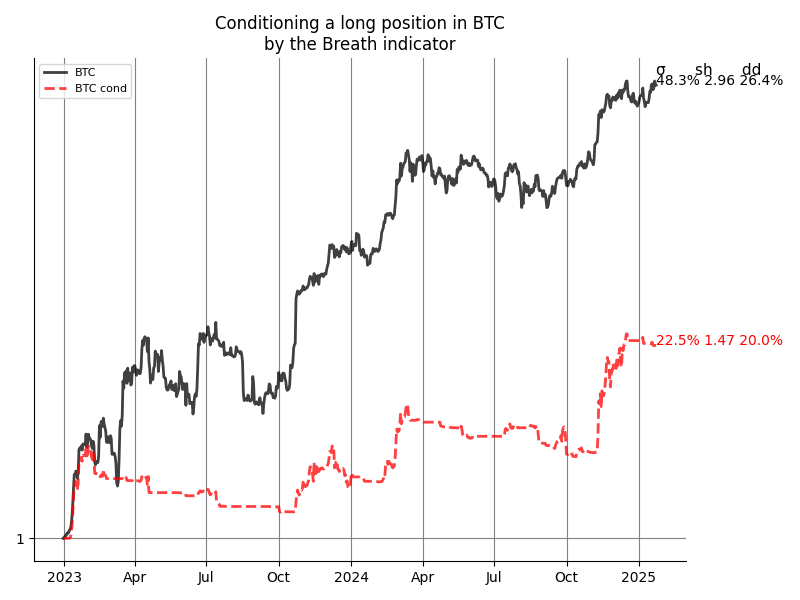 Conditioning a long position in BTC
by the Breath indicator
BTC
BTC cond
σ sh dd
48.3% 2.96 26.4%
22.5% 1.47 20.0%
1
2023 Apr Jul Oct 2024 Apr Jul Oct 2025